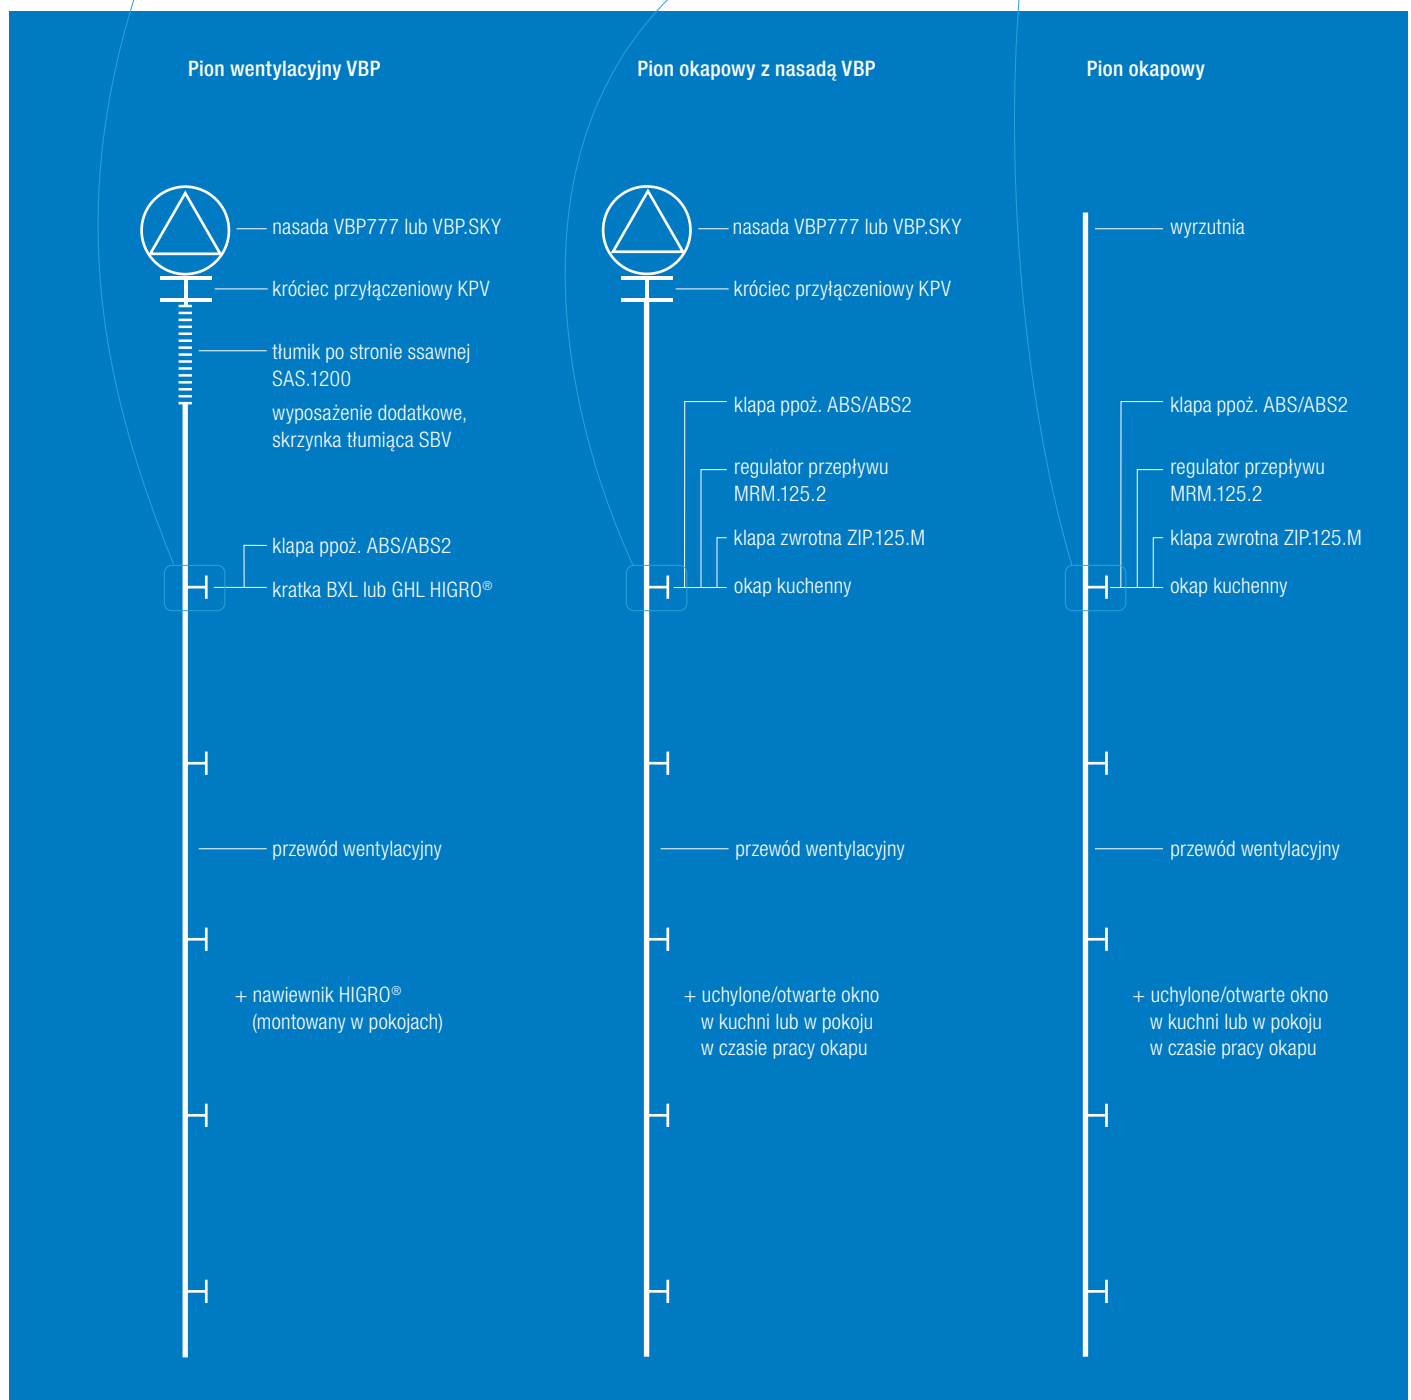 Pion wentylacyjny VBP
nasada VBP777 lub VBP.SKY
króciec przyłączeniowy KPV
tłumik po stronie ssawnej
SAS.1200
wyposażenie dodatkowe,
skrzynka tłumiąca SBV
klapa ppoż. ABS/ABS2
kratka BXL lub GHL HIGRO®
przewód wentylacyjny
+ nawiewnik HIGRO®
(montowany w pokojach)
Pion okapowy z nasadą VBP
nasada VBP777 lub VBP.SKY
króciec przyłączeniowy KPV
klapa ppoż. ABS/ABS2
regulator przepływu
MRM.125.2
klapa zwrotna ZIP.125.M
okap kuchenny
przewód wentylacyjny
+ uchylone/otwarte okno
w kuchni lub w pokoju
w czasie pracy okapu
Pion okapowy
wyrzutnia
klapa ppoż. ABS/ABS2
regulator przepływu
MRM.125.2
klapa zwrotna ZIP.125.M
okap kuchenny
przewód wentylacyjny
+ uchylone/otwarte okno
w kuchni lub w pokoju
w czasie pracy okapu